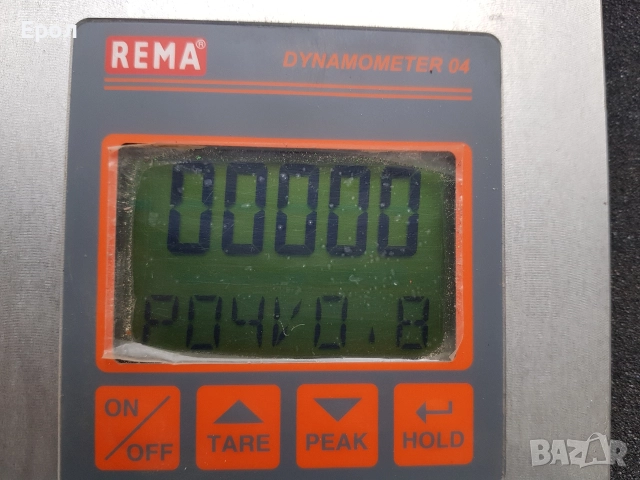 Epon
REMA®
DYNAMOMETER 04
00000
P04V0.8
ON/OFF
TARE
PEAK
HOLD
BAZAR